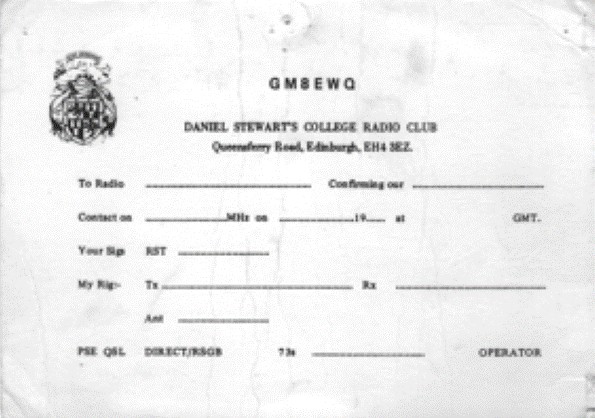 GM8EWQ
DANIEL STEWART'S COLLEGE RADIO CLUB
Queensferry Road, Edinburgh, EH4 3EZ.
To Radio ........ Confirming our ........
Contact on ........MHz on ........19..... at GMT.
Your Sigs RST ........
My Rig:- Tx ........ Rx ........
Ant ........
PSE QSL DIRECT/RSGB 73s ........ OPERATOR